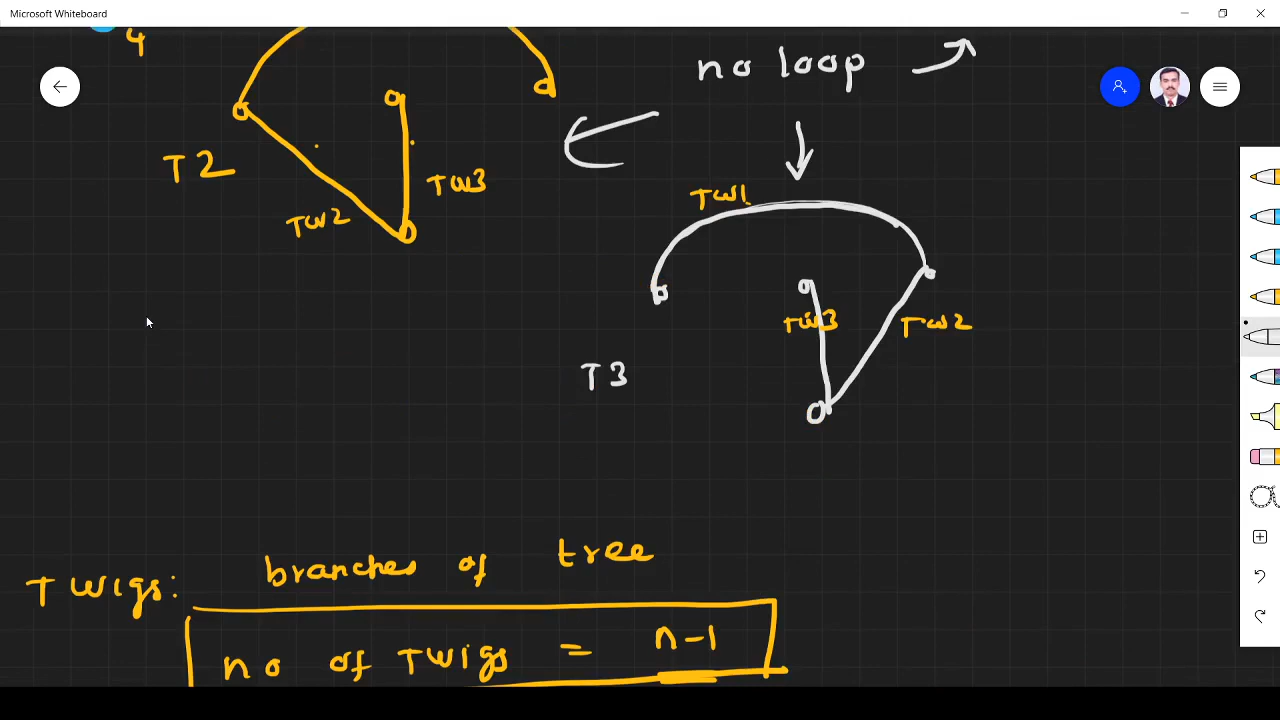 Microsoft Whiteboard
4
no loop
T2
TW2
TW3
TW1
TW3
TW2
T3
TWIGS: branches of tree
no of TWIGS = n-1